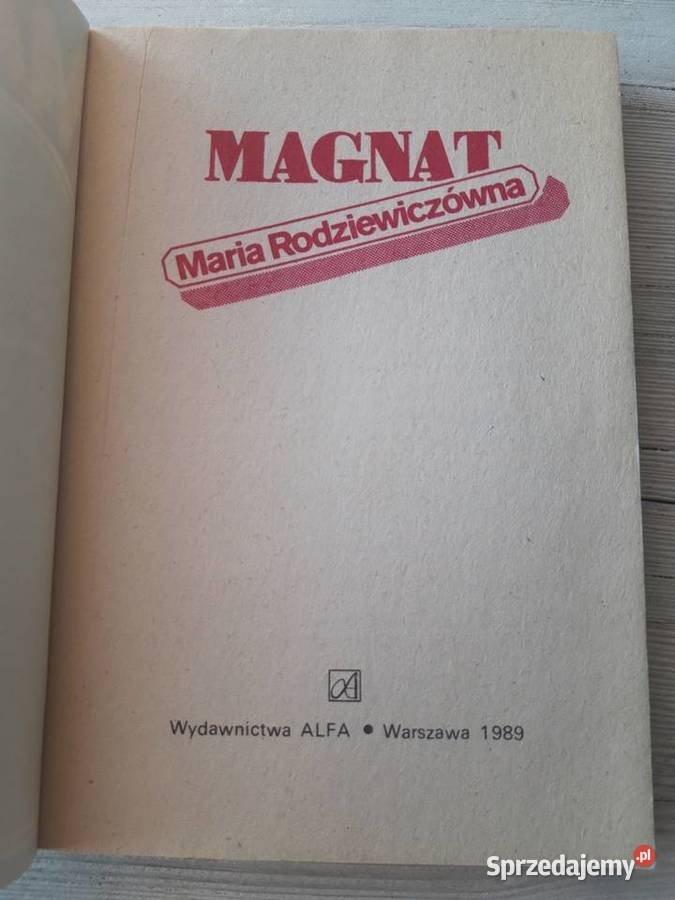 MAGNAT
Maria Rodziewiczówna
Wydawnictwa ALFA • Warszawa 1989
Sprzedajemy.pl